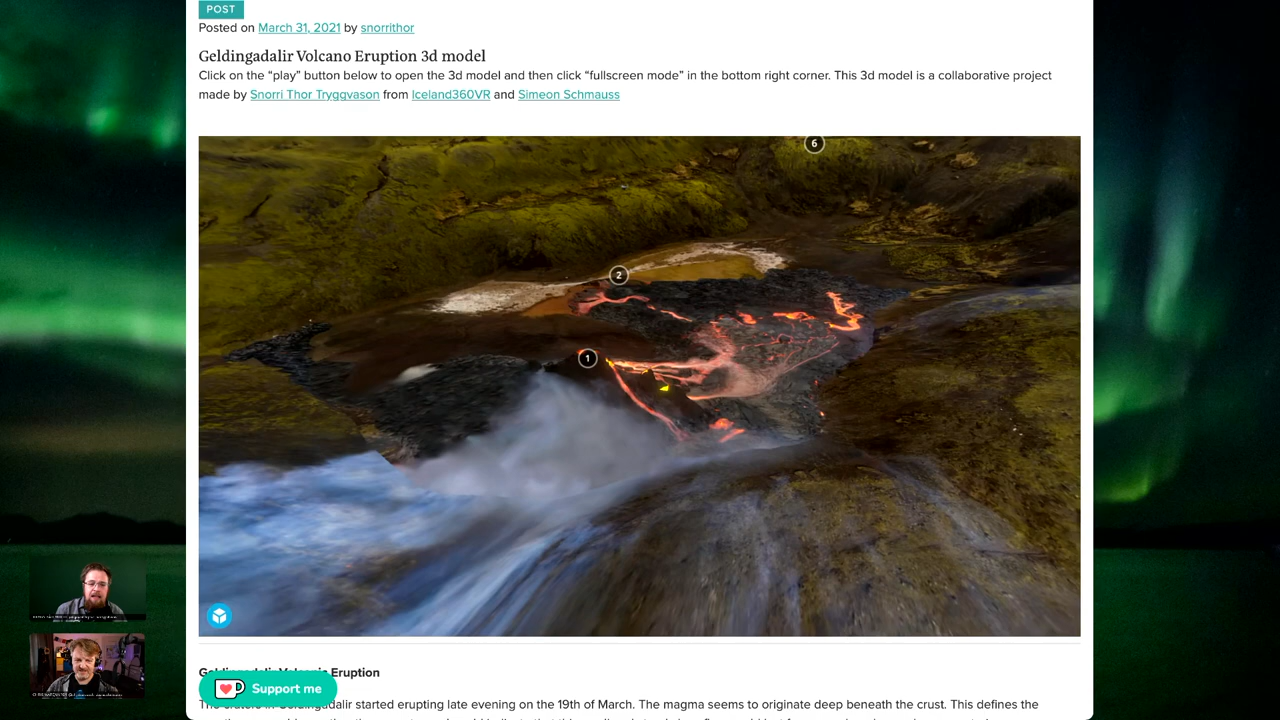 POST
Posted on March 31, 2021 by snorrithor
Geldingadalir Volcano Eruption 3d model
Click on the “play” button below to open the 3d model and then click “fullscreen mode” in the bottom right corner. This 3d model is a collaborative project
made by Snorri Thor Tryggvason from Iceland360VR and Simeon Schmauss
6
2
1
Eruption
Support me
started erupting late evening on the 19th of March. The magma seems to originate deep beneath the crust. This defines the